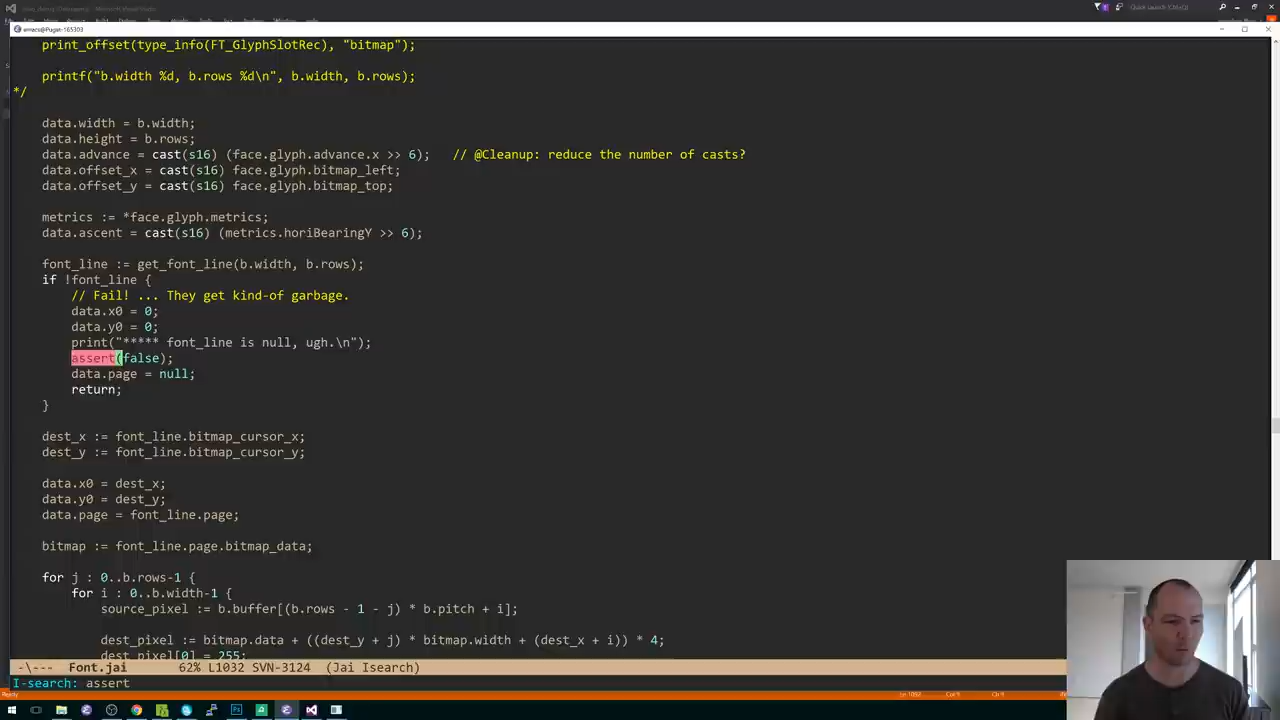 Quick Launch (Ctrl+Q)
emacs@Pugat-165303
print_offset(type_info(FT_GlyphSlotRec), "bitmap");
printf("b.width %d, b.rows %d\n", b.width, b.rows);
*/
data.width = b.width;
data.height = b.rows;
data.advance = cast(s16) (face.glyph.advance.x >> 6);   // @Cleanup: reduce the number of casts?
data.offset_x = cast(s16) face.glyph.bitmap_left;
data.offset_y = cast(s16) face.glyph.bitmap_top;
metrics := *face.glyph.metrics;
data.ascent = cast(s16) (metrics.horiBearingY >> 6);
font_line := get_font_line(b.width, b.rows);
if !font_line {
// Fail! ... They get kind-of garbage.
data.x0 = 0;
data.y0 = 0;
print("***** font_line is null, ugh.\n");
assert(false);
data.page = null;
return;
}
dest_x := font_line.bitmap_cursor_x;
dest_y := font_line.bitmap_cursor_y;
data.x0 = dest_x;
data.y0 = dest_y;
data.page = font_line.page;
bitmap := font_line.page.bitmap_data;
for j : 0..b.rows-1 {
for i : 0..b.width-1 {
source_pixel := b.buffer[(b.rows - 1 - j) * b.pitch + i];
dest_pixel := bitmap.data + ((dest_y + j) * bitmap.width + (dest_x + i)) * 4;
dest_pixel[0] = 255;
-\--- Font.jai 62% L1032 SVN-3124 (Jai Isearch)
I-search: assert
Ready